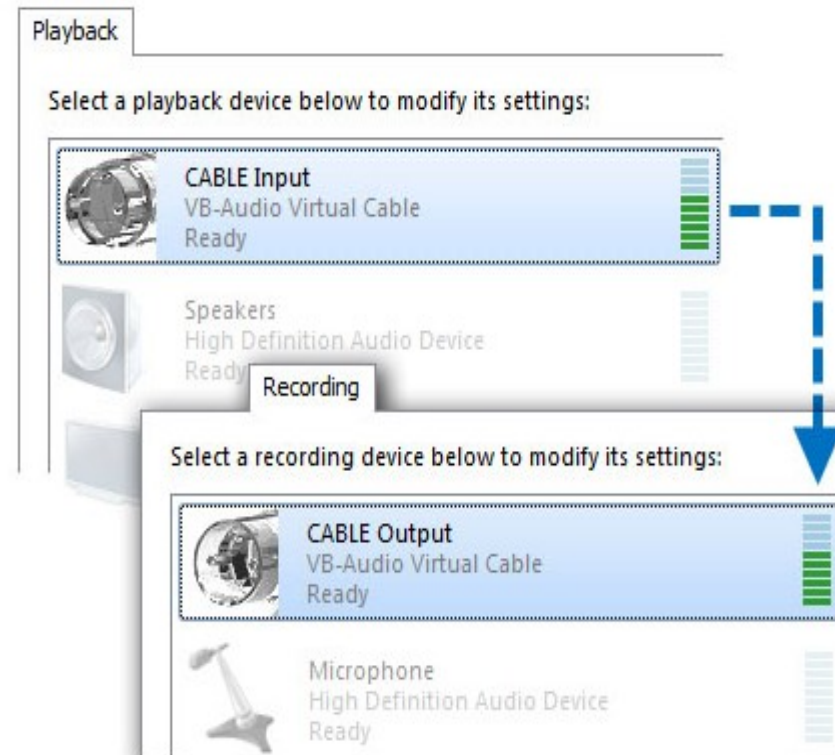 Playback
Select a playback device below to modify its settings:
CABLE Input
VB-Audio Virtual Cable
Ready
Speakers
High Definition Audio Device
Ready
Recording
Select a recording device below to modify its settings:
CABLE Output
VB-Audio Virtual Cable
Ready
Microphone
High Definition Audio Device
Ready